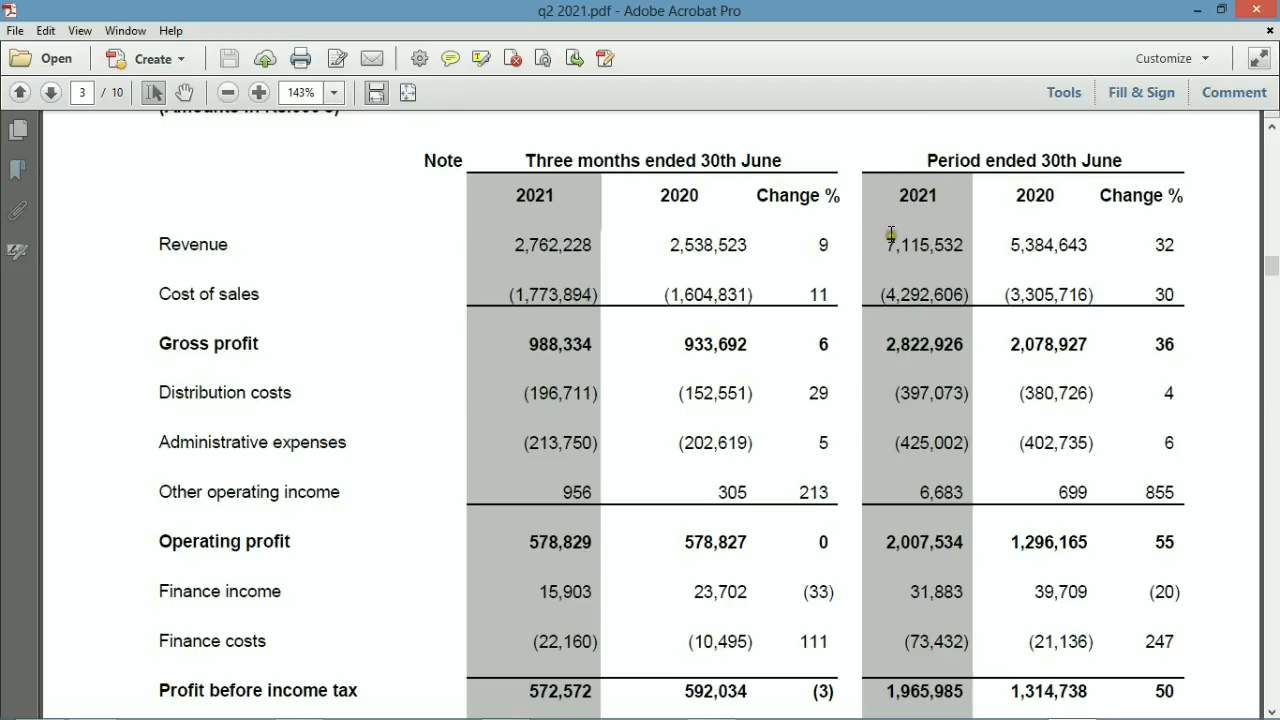 q2 2021.pdf - Adobe Acrobat Pro
File Edit View Window Help
Open Create Customize
3 / 10 143% Tools Fill & Sign Comment
Note Three months ended 30th June Period ended 30th June
2021 2020 Change % 2021 2020 Change %
Revenue 2,762,228 2,538,523 9 7,115,532 5,384,643 32
Cost of sales (1,773,894) (1,604,831) 11 (4,292,606) (3,305,716) 30
Gross profit 988,334 933,692 6 2,822,926 2,078,927 36
Distribution costs (196,711) (152,551) 29 (397,073) (380,726) 4
Administrative expenses (213,750) (202,619) 5 (425,002) (402,735) 6
Other operating income 956 305 213 6,683 699 855
Operating profit 578,829 578,827 0 2,007,534 1,296,165 55
Finance income 15,903 23,702 (33) 31,883 39,709 (20)
Finance costs (22,160) (10,495) 111 (73,432) (21,136) 247
Profit before income tax 572,572 592,034 (3) 1,965,985 1,314,738 50